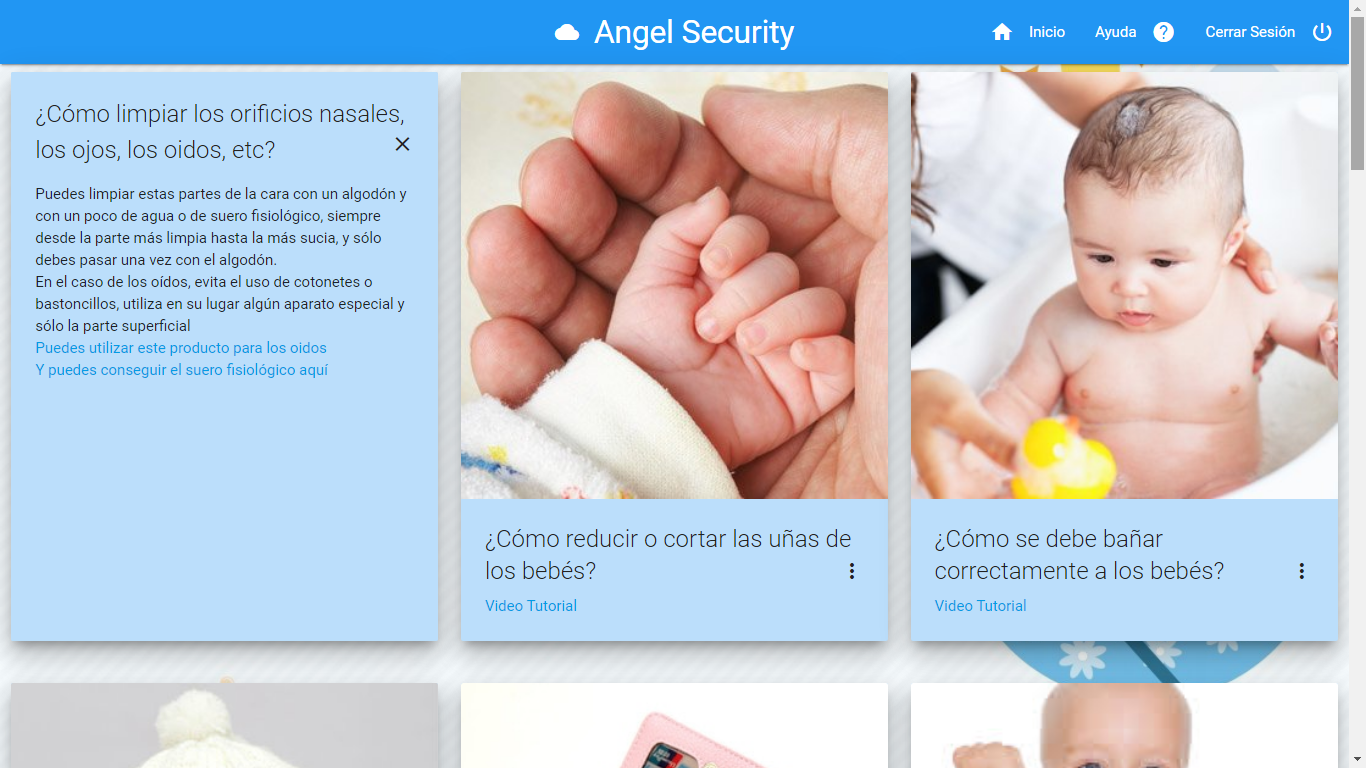 Angel Security
Inicio
Ayuda
Cerrar Sesión
¿Cómo limpiar los orificios nasales,
los ojos, los oidos, etc?
Puedes limpiar estas partes de la cara con un algodón y
con un poco de agua o de suero fisiológico, siempre
desde la parte más limpia hasta la más sucia, y sólo
debes pasar una vez con el algodón.
En el caso de los oídos, evita el uso de cotonetes o
bastoncillos, utiliza en su lugar algún aparato especial y
sólo la parte superficial
Puedes utilizar este producto para los oidos
Y puedes conseguir el suero fisiológico aquí
¿Cómo reducir o cortar las uñas de
los bebés?
Video Tutorial
¿Cómo se debe bañar
correctamente a los bebés?
Video Tutorial